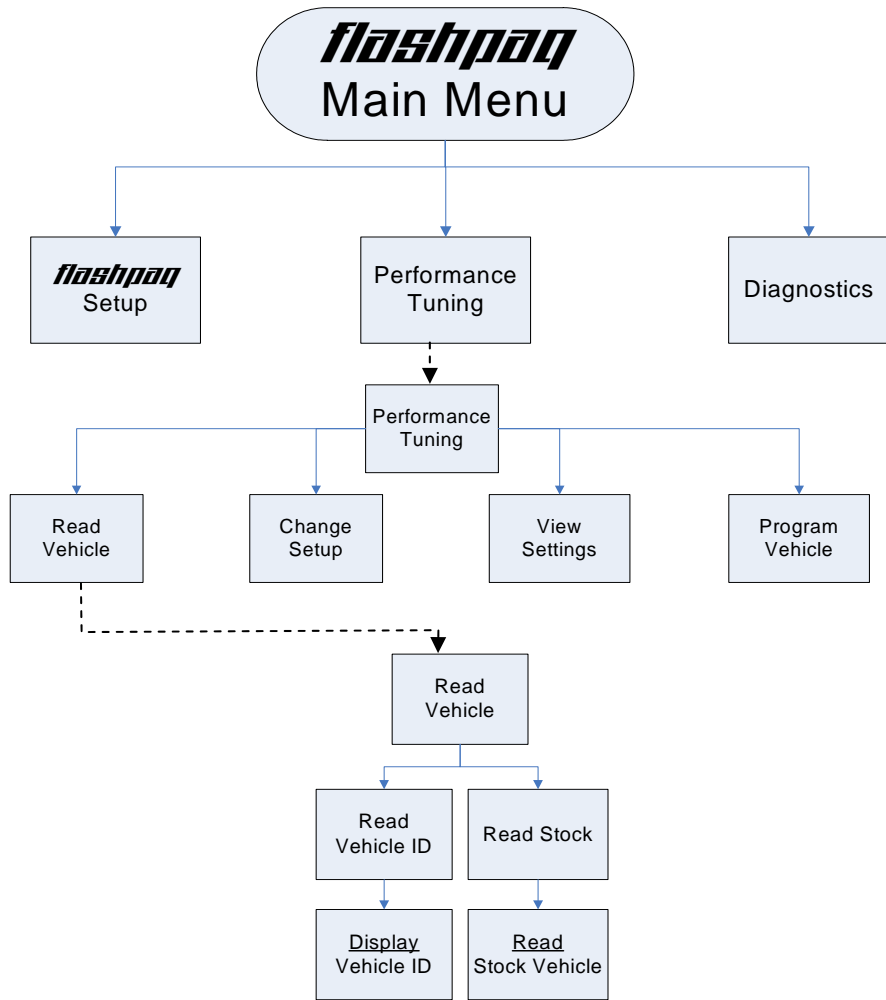 flashpaq
Main Menu
flashpaq
Setup
Performance
Tuning
Diagnostics
Performance
Tuning
Read
Vehicle
Change
Setup
View
Settings
Program
Vehicle
Read
Vehicle
Read
Vehicle ID
Read Stock
Display
Vehicle ID
Read
Stock Vehicle